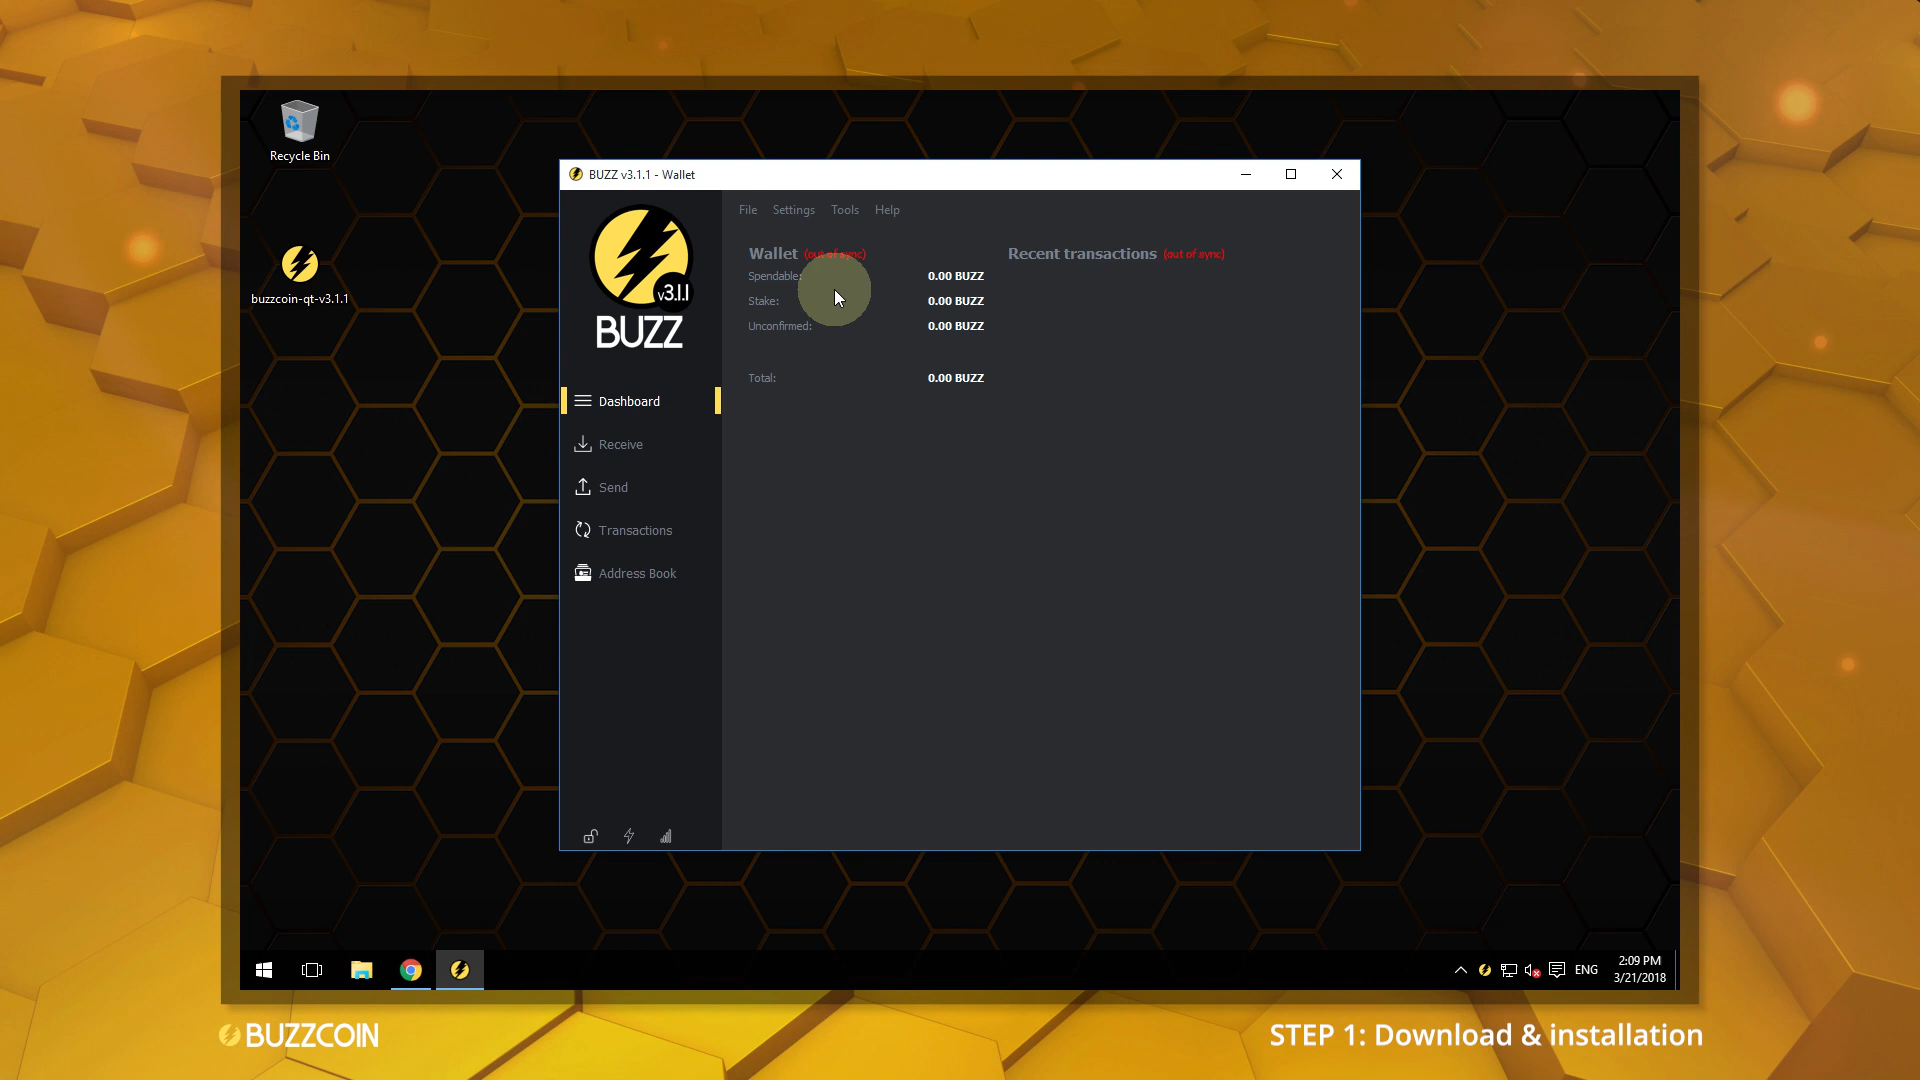 Recycle Bin
buzzcoin-qt-v3.1.1
BUZZ v3.1.1 - Wallet
v3.1.1
BUZZ
File Settings Tools Help
Wallet (out of sync)
Spendable: 0.00 BUZZ
Stake: 0.00 BUZZ
Unconfirmed: 0.00 BUZZ
Total: 0.00 BUZZ
Recent transactions (out of sync)
Dashboard
Receive
Send
Transactions
Address Book
ENG
2:09 PM
3/21/2018
BUZZCOIN
STEP 1: Download & installation